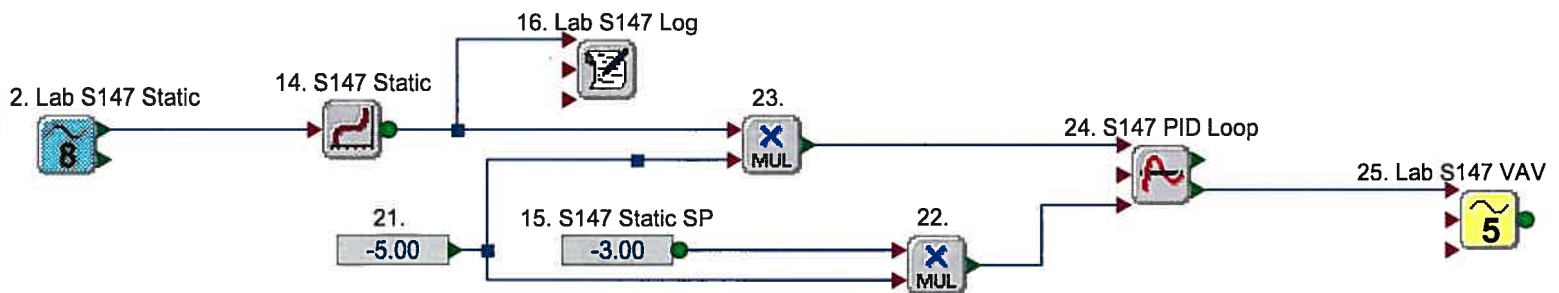 16. Lab S147 Log
14. S147 Static
2. Lab S147 Static
8
23.
MUL
24. S147 PID Loop
25. Lab S147 VAV
5
21.
-5.00
15. S147 Static SP
-3.00
22.
MUL